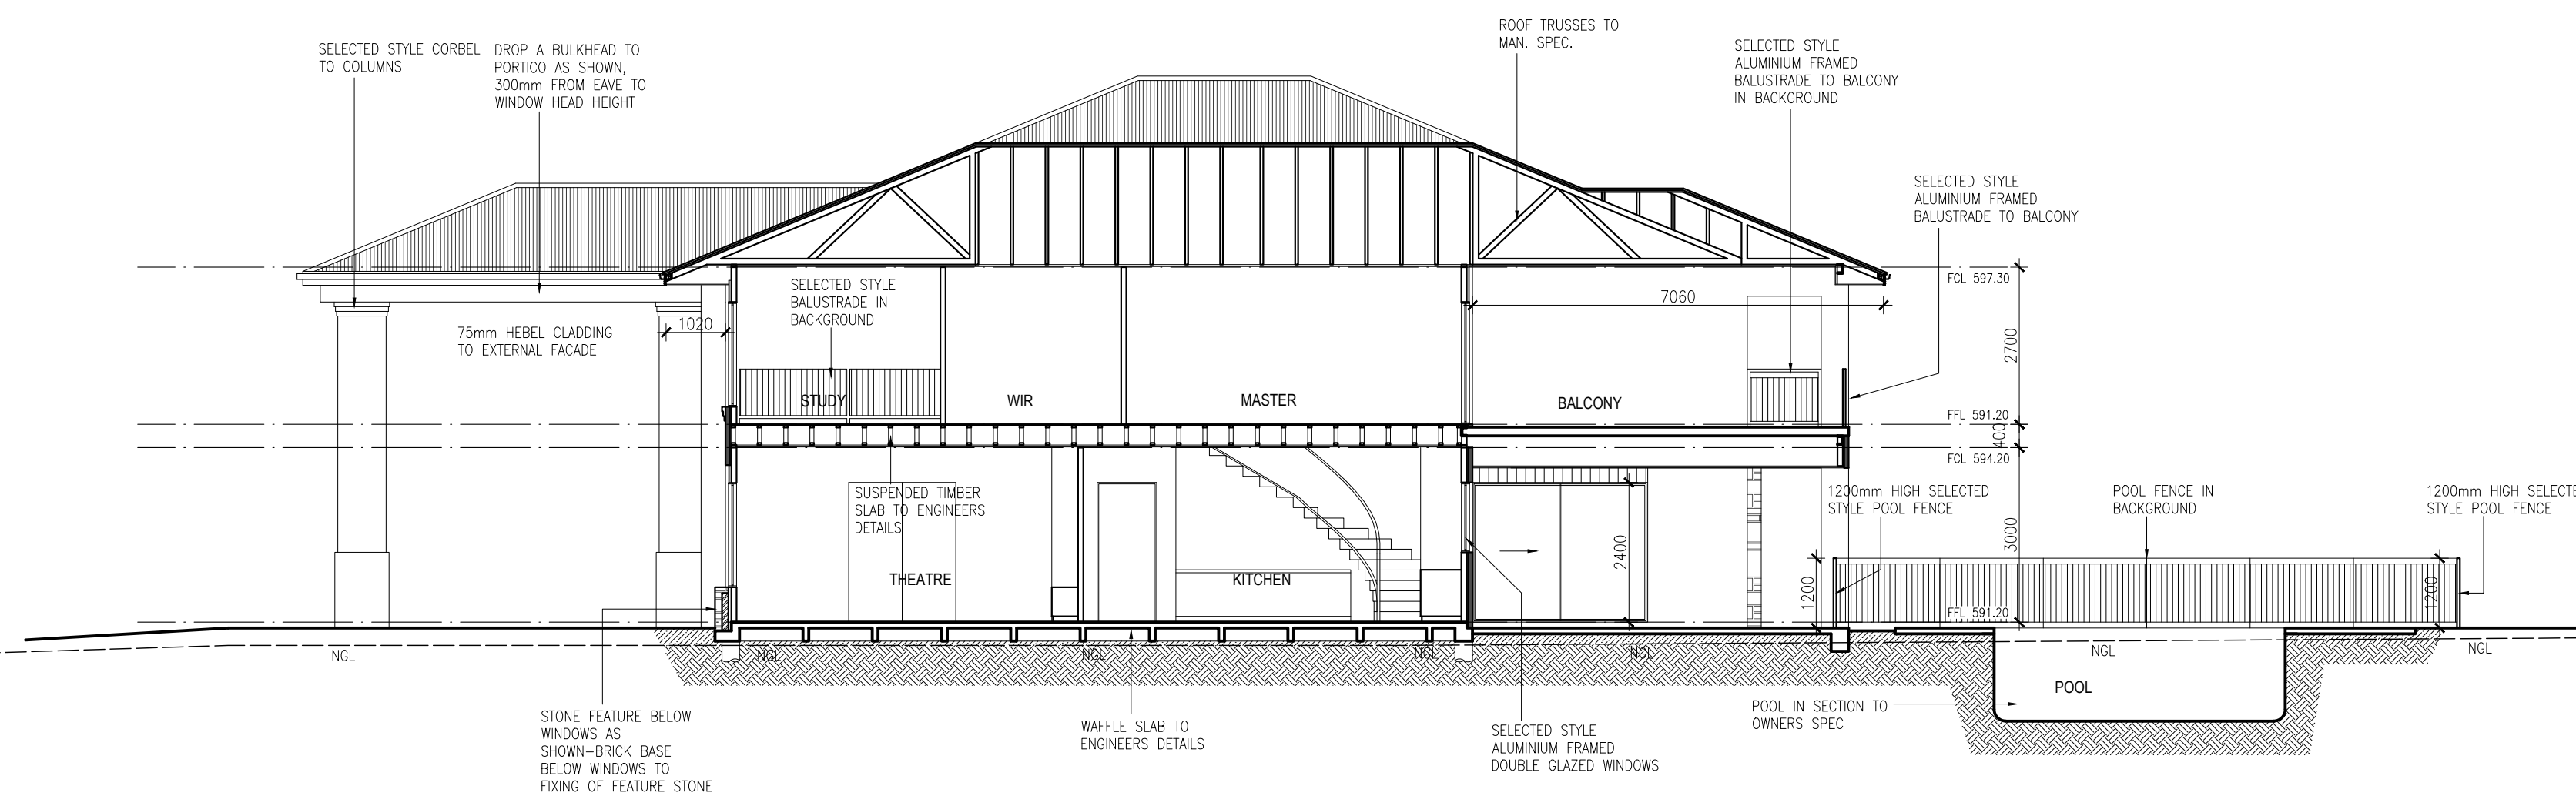 SELECTED STYLE CORBEL
TO COLUMNS
DROP A BULKHEAD TO
PORTICO AS SHOWN,
300mm FROM EAVE TO
WINDOW HEAD HEIGHT
ROOF TRUSSES TO
MAN. SPEC.
SELECTED STYLE
ALUMINIUM FRAMED
BALUSTRADE TO BALCONY
IN BACKGROUND
SELECTED STYLE
ALUMINIUM FRAMED
BALUSTRADE TO BALCONY
FCL 597.30
7060
SELECTED STYLE
BALUSTRADE IN
BACKGROUND
1020
75mm HEBEL CLADDING
TO EXTERNAL FACADE
2700
STUDY
WIR
MASTER
BALCONY
FFL 591.20
400
FCL 594.20
SUSPENDED TIMBER
SLAB TO ENGINEERS
DETAILS
1200mm HIGH SELECTED
STYLE POOL FENCE
POOL FENCE IN
BACKGROUND
1200mm HIGH SELECTE
STYLE POOL FENCE
3000
2400
THEATRE
KITCHEN
1200
1200
FFL 591.20
NGL
NGL
NGL
NGL
NGL
NGL
NGL
POOL
POOL IN SECTION TO
OWNERS SPEC
STONE FEATURE BELOW
WINDOWS AS
SHOWN-BRICK BASE
BELOW WINDOWS TO
FIXING OF FEATURE STONE
WAFFLE SLAB TO
ENGINEERS DETAILS
SELECTED STYLE
ALUMINIUM FRAMED
DOUBLE GLAZED WINDOWS